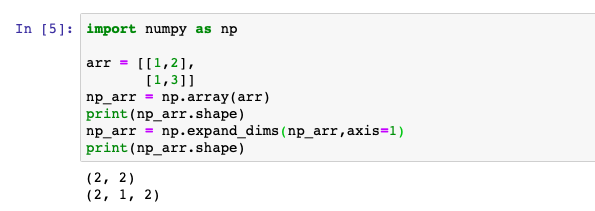 In [5]: import numpy as np
arr = [[1,2],
[1,3]]
np_arr = np.array(arr)
print(np_arr.shape)
np_arr = np.expand_dims(np_arr,axis=1)
print(np_arr.shape)
(2, 2)
(2, 1, 2)